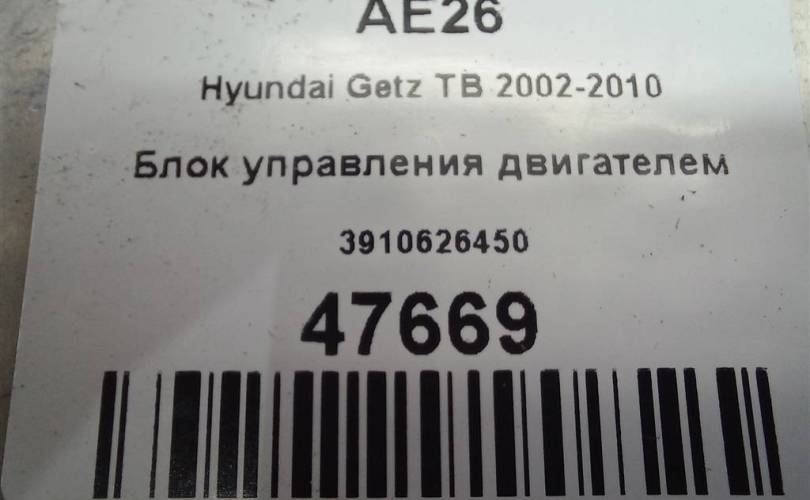 AE26
Hyundai Getz TB 2002-2010
Блок управления двигателем
3910626450
47669